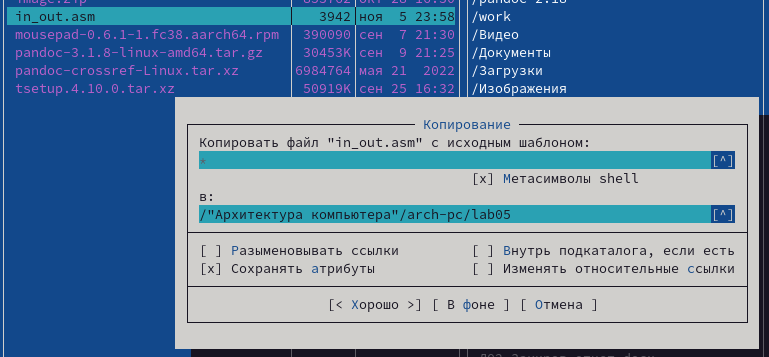 in_out.asm 3942 ноя 5 23:58 /work
mousepad-0.6.1-1.fc38.aarch64.rpm 390090 сен 7 21:30 /Видео
pandoc-3.1.8-linux-amd64.tar.gz 30453K сен 9 21:25 /Документы
pandoc-crossref-Linux.tar.xz 6984764 мая 21 2022 /Загрузки
tsetup.4.10.0.tar.xz 50919K сен 25 16:32 /Изображения
Копирование
Копировать файл "in_out.asm" с исходным шаблоном:
* [^]
[x] Метасимволы shell
в:
/"Архитектура компьютера"/arch-pc/lab05 [^]
[ ] Разыменовывать ссылки [ ] Внутрь подкаталога, если есть
[x] Сохранять атрибуты [ ] Изменять относительные ссылки
[< Хорошо >] [ В фоне ] [ Отмена ]